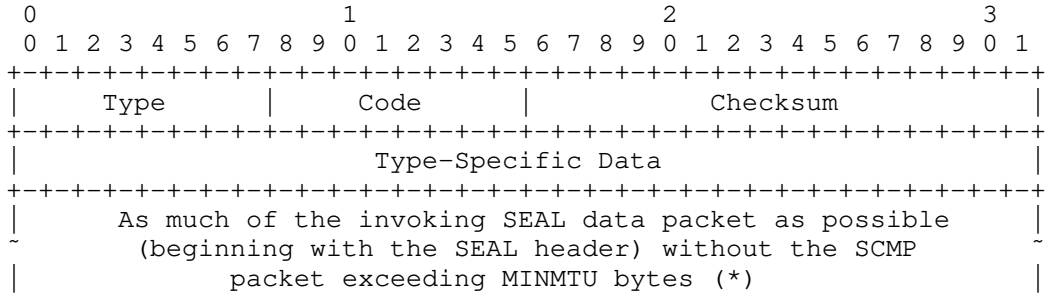 0                   1                   2                   3
 0 1 2 3 4 5 6 7 8 9 0 1 2 3 4 5 6 7 8 9 0 1 2 3 4 5 6 7 8 9 0 1
+-+-+-+-+-+-+-+-+-+-+-+-+-+-+-+-+-+-+-+-+-+-+-+-+-+-+-+-+-+-+-+-+
|     Type      |     Code      |           Checksum            |
+-+-+-+-+-+-+-+-+-+-+-+-+-+-+-+-+-+-+-+-+-+-+-+-+-+-+-+-+-+-+-+-+
|                      Type-Specific Data                       |
+-+-+-+-+-+-+-+-+-+-+-+-+-+-+-+-+-+-+-+-+-+-+-+-+-+-+-+-+-+-+-+-+
|      As much of the invoking SEAL data packet as possible     |
~       (beginning with the SEAL header) without the SCMP       ~
|             packet exceeding MINMTU bytes (*)                 |